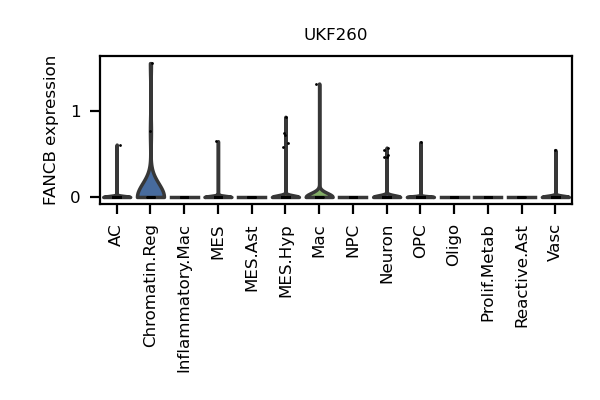 UKF260
FANCB expression
1
0
AC
Chromatin.Reg
Inflammatory.Mac
MES
MES.Ast
MES.Hyp
Mac
NPC
Neuron
OPC
Oligo
Prolif.Metab
Reactive.Ast
Vasc